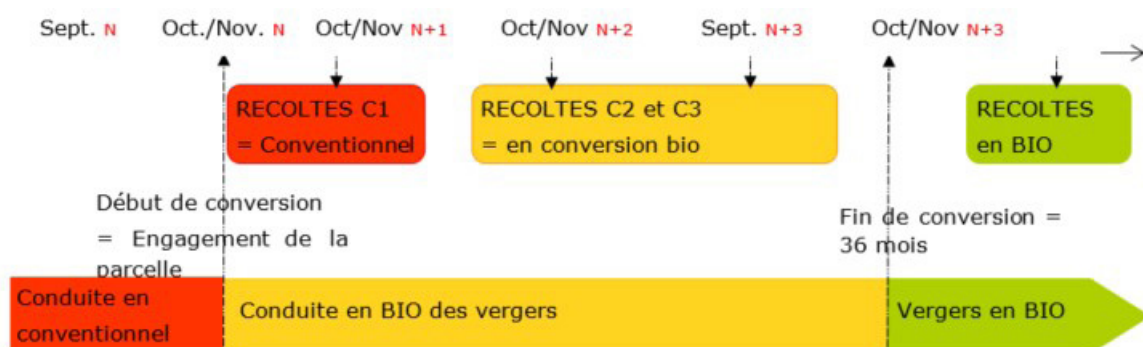 Sept. N Oct./Nov. N Oct/Nov N+1 Oct/Nov N+2 Sept. N+3 Oct/Nov N+3
RECOLTES C1
= Conventionnel
RECOLTES C2 et C3
= en conversion bio
RECOLTES
en BIO
Début de conversion
= Engagement de la
parcelle
Fin de conversion =
36 mois
Conduite en
conventionnel
Conduite en BIO des vergers
Vergers en BIO